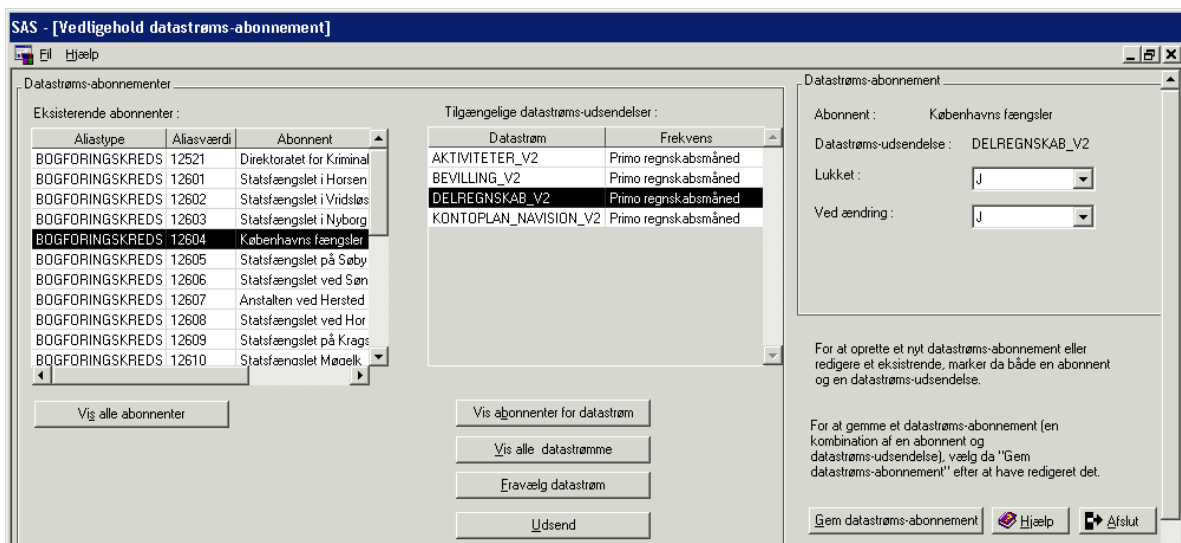 SAS - [Vedligehold datastrøms-abonnement]
Fil Hjælp
Datastrøms-abonnementer
Eksisterende abonnenter :
Aliastype Aliasværdi Abonnent
BOGFORINGSKREDS 12521 Direktoratet for Kriminal
BOGFORINGSKREDS 12601 Statsfængslet i Horsen
BOGFORINGSKREDS 12602 Statsfængslet i Vridsløs
BOGFORINGSKREDS 12603 Statsfængslet i Nyborg
BOGFORINGSKREDS 12604 Københavns fængsler
BOGFORINGSKREDS 12605 Statsfængslet på Søby
BOGFORINGSKREDS 12606 Statsfængslet ved Søn
BOGFORINGSKREDS 12607 Anstalten ved Hersted
BOGFORINGSKREDS 12608 Statsfængslet ved Hor
BOGFORINGSKREDS 12609 Statsfængslet på Krags
BOGFORINGSKREDS 12610 Statsfængslet Møgelk
Vis alle abonnenter
Tilgængelige datastrøms-udsendelser :
Datastrøm Frekvens
AKTIVITETER_V2 Primo regnskabsmåned
BEVILLING_V2 Primo regnskabsmåned
DELREGNSKAB_V2 Primo regnskabsmåned
KONTOPLAN_NAVISION_V2 Primo regnskabsmåned
Vis abonnenter for datastrøm
Vis alle datastrømme
Fravælg datastrøm
Udsend
Datastrøms-abonnement
Abonnent : Københavns fængsler
Datastrøms-udsendelse : DELREGNSKAB_V2
Lukket : J
Ved ændring : J
For at oprette et nyt datastrøms-abonnement eller
redigere et eksistrende, marker da både en abonnent
og en datastrøms-udsendelse.
For at gemme et datastrøms-abonnement (en
kombination af en abonnent og
datastrøms-udsendelse), vælg da "Gem
datastrøms-abonnement" efter at have redigeret det.
Gem datastrøms-abonnement Hjælp Afslut